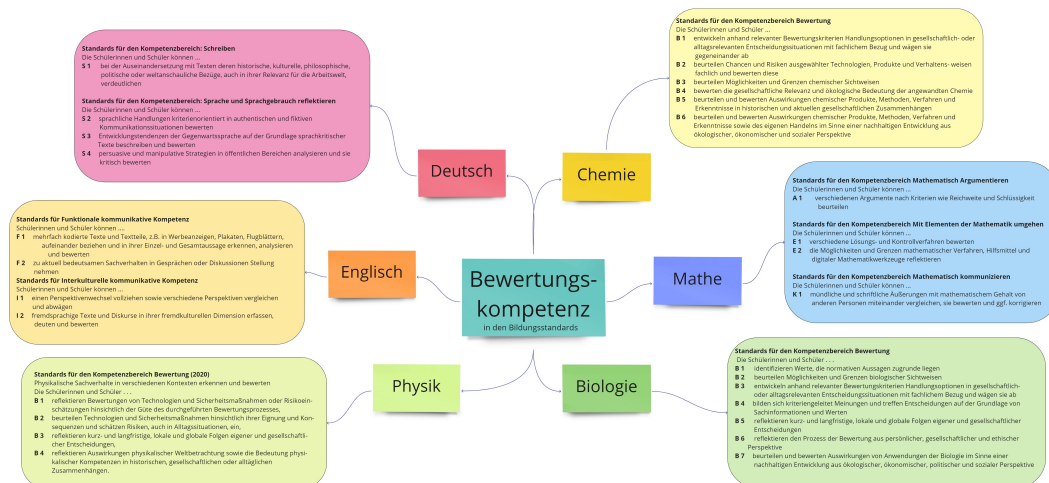 Bewertungs-
kompetenz
in den Bildungsstandards
Deutsch
Standards für den Kompetenzbereich: Schreiben
Die Schülerinnen und Schüler können ...
S 1 bei der Auseinandersetzung mit Texten deren historische, kulturelle, philosophische,
politische oder weltanschauliche Bezüge, auch in ihrer Relevanz für die Arbeitswelt,
verdeutlichen
Standards für den Kompetenzbereich: Sprache und Sprachgebrauch reflektieren
Die Schülerinnen und Schüler können ...
S 2 sprachliche Handlungen kriterienorientiert in authentischen und fiktiven
Kommunikationssituationen bewerten
S 3 Entwicklungstendenzen der Gegenwartssprache auf der Grundlage sprachkritischer
Texte beschreiben und bewerten
S 4 persuasive und manipulative Strategien in öffentlichen Bereichen analysieren und sie
kritisch bewerten
Chemie
Standards für den Kompetenzbereich Bewertung
Die Schülerinnen und Schüler ...
B 1 entwickeln anhand relevanter Bewertungskriterien Handlungsoptionen in gesellschaftlich- oder
alltagsrelevanten Entscheidungssituationen mit fachlichem Bezug und wägen sie
gegeneinander ab
B 2 beurteilen Chancen und Risiken ausgewählter Technologien, Produkte und Verhaltens- weisen
fachlich und bewerten diese
B 3 beurteilen Möglichkeiten und Grenzen chemischer Sichtweisen
B 4 bewerten die gesellschaftliche Relevanz und ökologische Bedeutung der angewandten Chemie
B 5 beurteilen und bewerten Auswirkungen chemischer Produkte, Methoden, Verfahren und
Erkenntnisse in historischen und aktuellen gesellschaftlichen Zusammenhängen
B 6 beurteilen und bewerten Auswirkungen chemischer Produkte, Methoden, Verfahren und
Erkenntnisse sowie des eigenen Handelns im Sinne einer nachhaltigen Entwicklung aus
ökologischer, ökonomischer und sozialer Perspektive
Englisch
Standards für Funktionale kommunikative Kompetenz
Schülerinnen und Schüler können ....
F 1 mehrfach kodierte Texte und Textteile, z.B. in Werbeanzeigen, Plakaten, Flugblättern,
aufeinander beziehen und in ihrer Einzel- und Gesamtaussage erkennen, analysieren
und bewerten
F 2 zu aktuell bedeutsamen Sachverhalten in Gesprächen oder Diskussionen Stellung
nehmen
Standards für Interkulturelle kommunikative Kompetenz
Schülerinnen und Schüler können ...
I 1 einen Perspektivenwechsel vollziehen sowie verschiedene Perspektiven vergleichen
und abwägen
I 2 fremdsprachige Texte und Diskurse in ihrer fremdkulturellen Dimension erfassen,
deuten und bewerten
Mathe
Standards für den Kompetenzbereich Mathematisch Argumentieren
Die Schülerinnen und Schüler können ...
A 1 verschiedenen Argumente nach Kriterien wie Reichweite und Schlüssigkeit
beurteilen
Standards für den Kompetenzbereich Mit Elementen der Mathematik umgehen
Die Schülerinnen und Schüler können ...
E 1 verschiedene Lösungs- und Kontrollverfahren bewerten
E 2 die Möglichkeiten und Grenzen mathematischer Verfahren, Hilfsmittel und
digitaler Mathematikwerkzeuge reflektieren
Standards für den Kompetenzbereich Mathematisch kommunizieren
Die Schülerinnen und Schüler können ...
K 1 mündliche und schriftliche Äußerungen mit mathematischem Gehalt von
anderen Personen miteinander vergleichen, sie bewerten und ggf. korrigieren
Physik
Standards für den Kompetenzbereich Bewertung (2020)
Physikalische Sachverhalte in verschiedenen Kontexten erkennen und bewerten
Die Schülerinnen und Schüler . . .
B 1 reflektieren Bewertungen von Technologien und Sicherheitsmaßnahmen oder Risikoein-
schätzungen hinsichtlich der Güte des durchgeführten Bewertungsprozesses,
B 2 beurteilen Technologien und Sicherheitsmaßnahmen hinsichtlich ihrer Eignung und Kon-
sequenzen und schätzen Risiken, auch in Alltagssituationen, ein,
B 3 reflektieren kurz- und langfristige, lokale und globale Folgen eigener und gesellschaftli-
cher Entscheidungen,
B 4 reflektieren Auswirkungen physikalischer Weltbetrachtung sowie die Bedeutung physi-
kalischer Kompetenzen in historischen, gesellschaftlichen oder alltäglichen
Zusammenhängen.
Biologie
Standards für den Kompetenzbereich Bewertung
Die Schülerinnen und Schüler . . .
B 1 identifizieren Werte, die normativen Aussagen zugrunde liegen
B 2 beurteilen Möglichkeiten und Grenzen biologischer Sichtweisen
B 3 entwickeln anhand relevanter Bewertungskriterien Handlungsoptionen in gesellschaftlich-
oder alltagsrelevanten Entscheidungssituationen mit fachlichem Bezug und wägen sie ab
B 4 bilden sich kriteriengeleitet Meinungen und treffen Entscheidungen auf der Grundlage von
Sachinformationen und Werten
B 5 reflektieren kurz- und langfristige, lokale und globale Folgen eigener und gesellschaftlicher
Entscheidungen
B 6 reflektieren den Prozess der Bewertung aus persönlicher, gesellschaftlicher und ethischer
Perspektive
B 7 beurteilen und bewerten Auswirkungen von Anwendungen der Biologie im Sinne einer
nachhaltigen Entwicklung aus ökologischer, ökonomischer, politischer und sozialer Perspektive